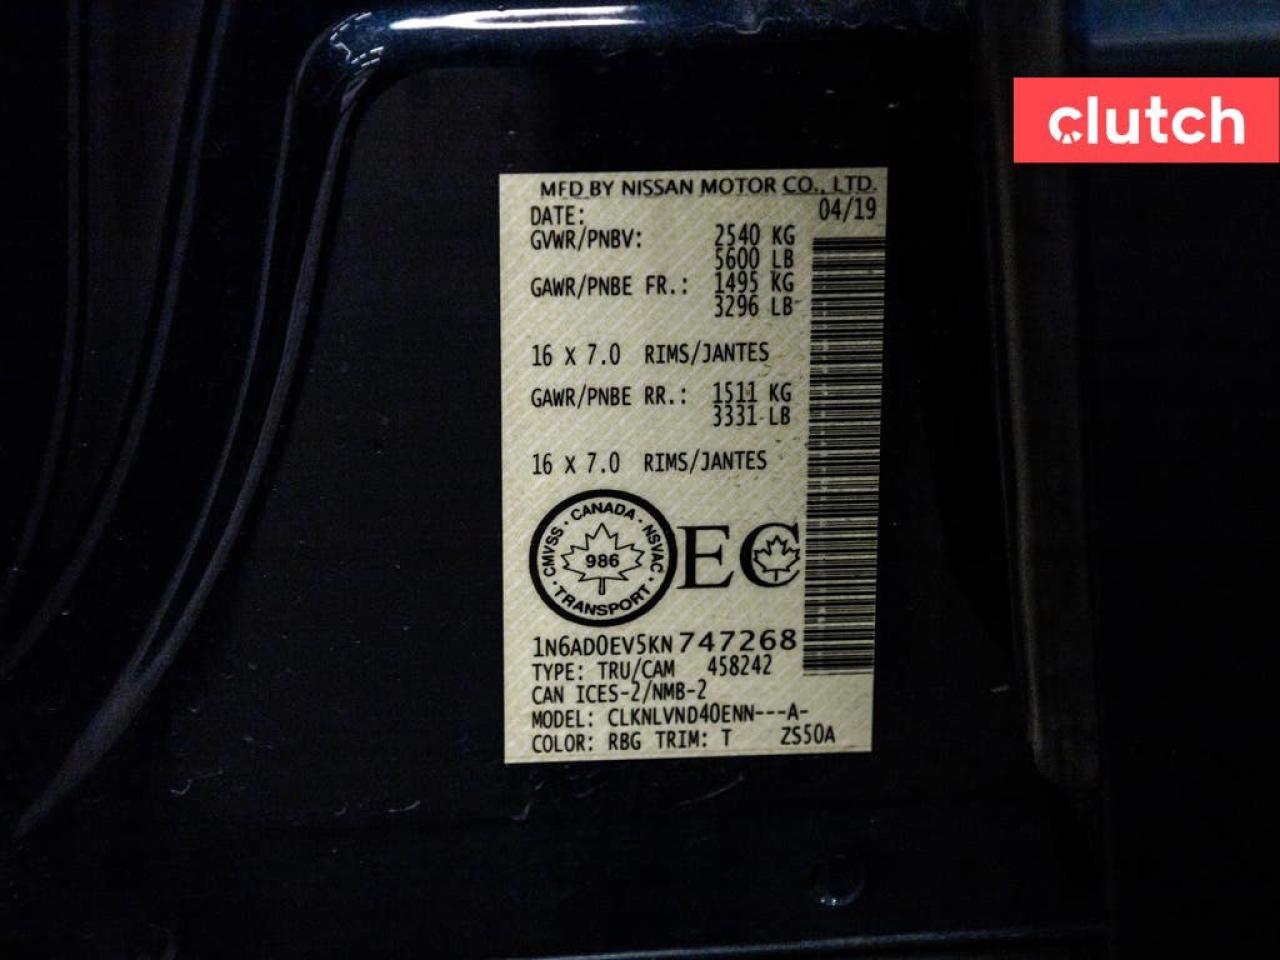 clutch
MFD BY NISSAN MOTOR CO., LTD.
DATE: 04/19
GVWR/PNBV: 2540 KG
5600 LB
GAWR/PNBE FR.: 1495 KG
3296 LB
16 X 7.0 RIMS/JANTES
GAWR/PNBE RR.: 1511 KG
3331 LB
16 X 7.0 RIMS/JANTES
CMVSS · CANADA · NSVAC · TRANSPORT ·
986
EC
1N6AD0EV5KN747268
TYPE: TRU/CAM 458242
CAN ICES-2/NMB-2
MODEL: CLKNLVND40ENN---A-
COLOR: RBG TRIM: T ZS50A